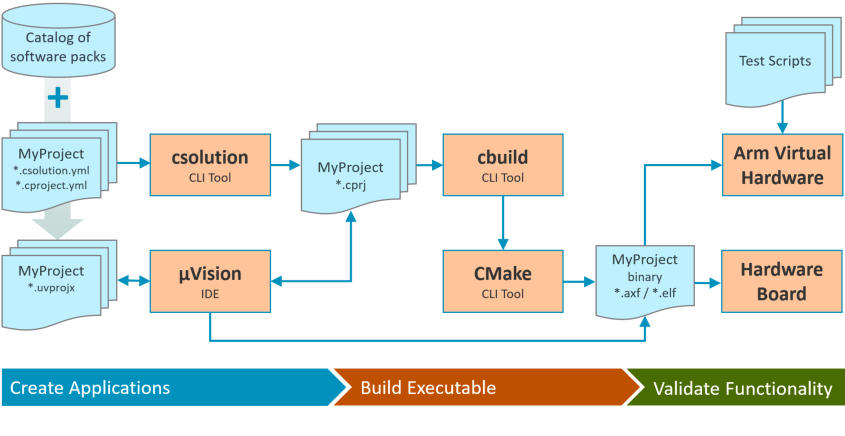 Catalog of
software packs
+
MyProject
*.csolution.yml
*.cproject.yml
csolution
CLI Tool
MyProject
*.cprj
cbuild
CLI Tool
Test Scripts
Arm Virtual
Hardware
MyProject
*.uvprojx
µVision
IDE
CMake
CLI Tool
MyProject
binary
*.axf / *.elf
Hardware
Board
Create Applications
Build Executable
Validate Functionality